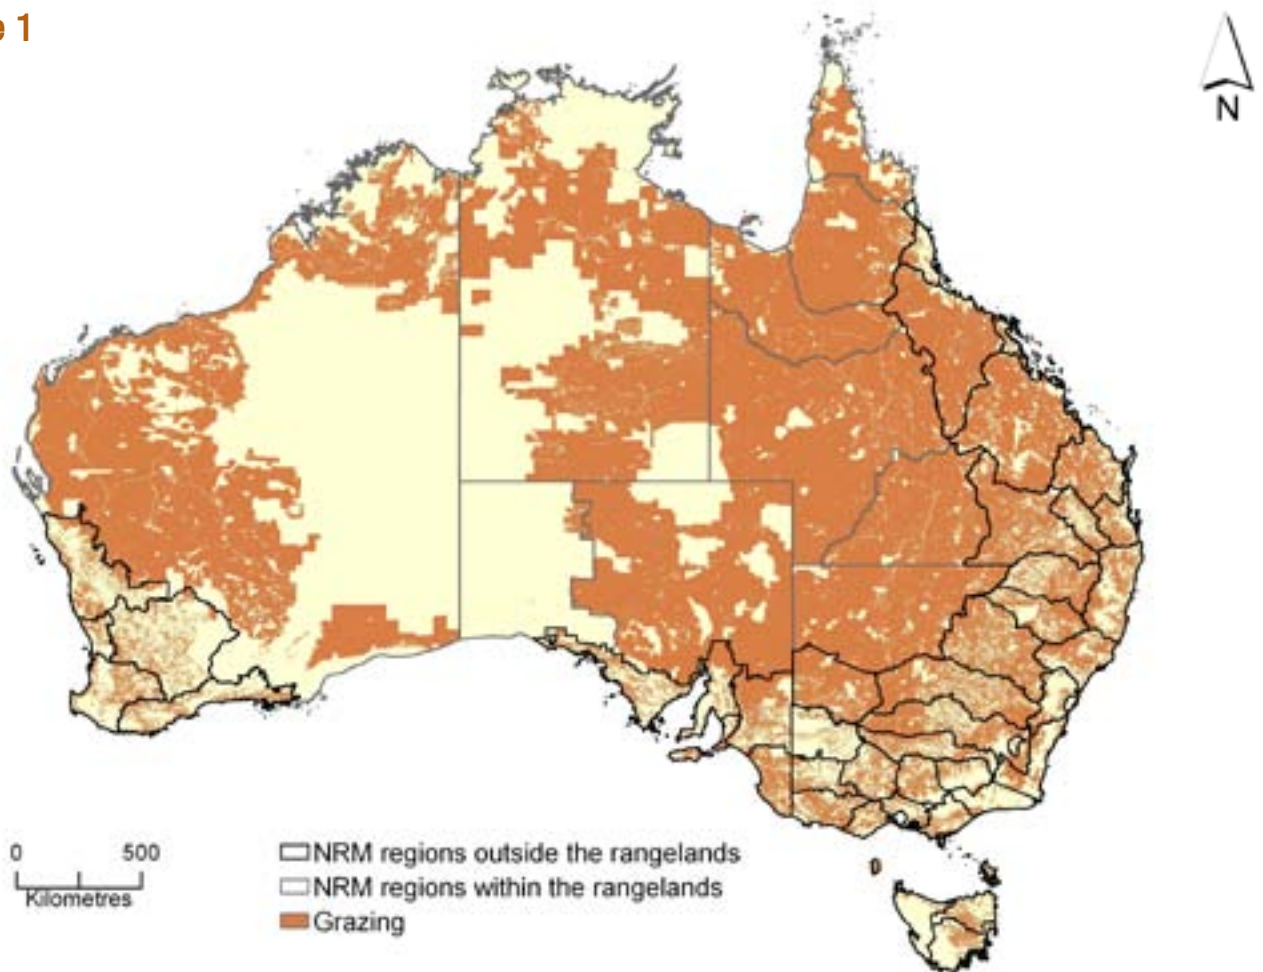 e 1
N
0 500
Kilometres
NRM regions outside the rangelands
NRM regions within the rangelands
Grazing